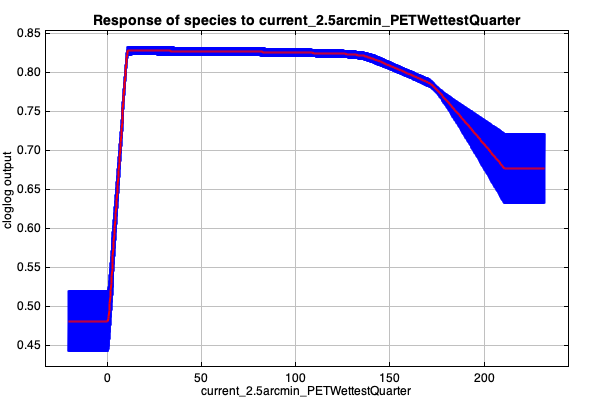 Response of species to current_2.5arcmin_PETWettestQuarter
0.85
0.80
0.75
0.70
0.65
0.60
0.55
0.50
0.45
cloglog output
0 50 100 150 200
current_2.5arcmin_PETWettestQuarter